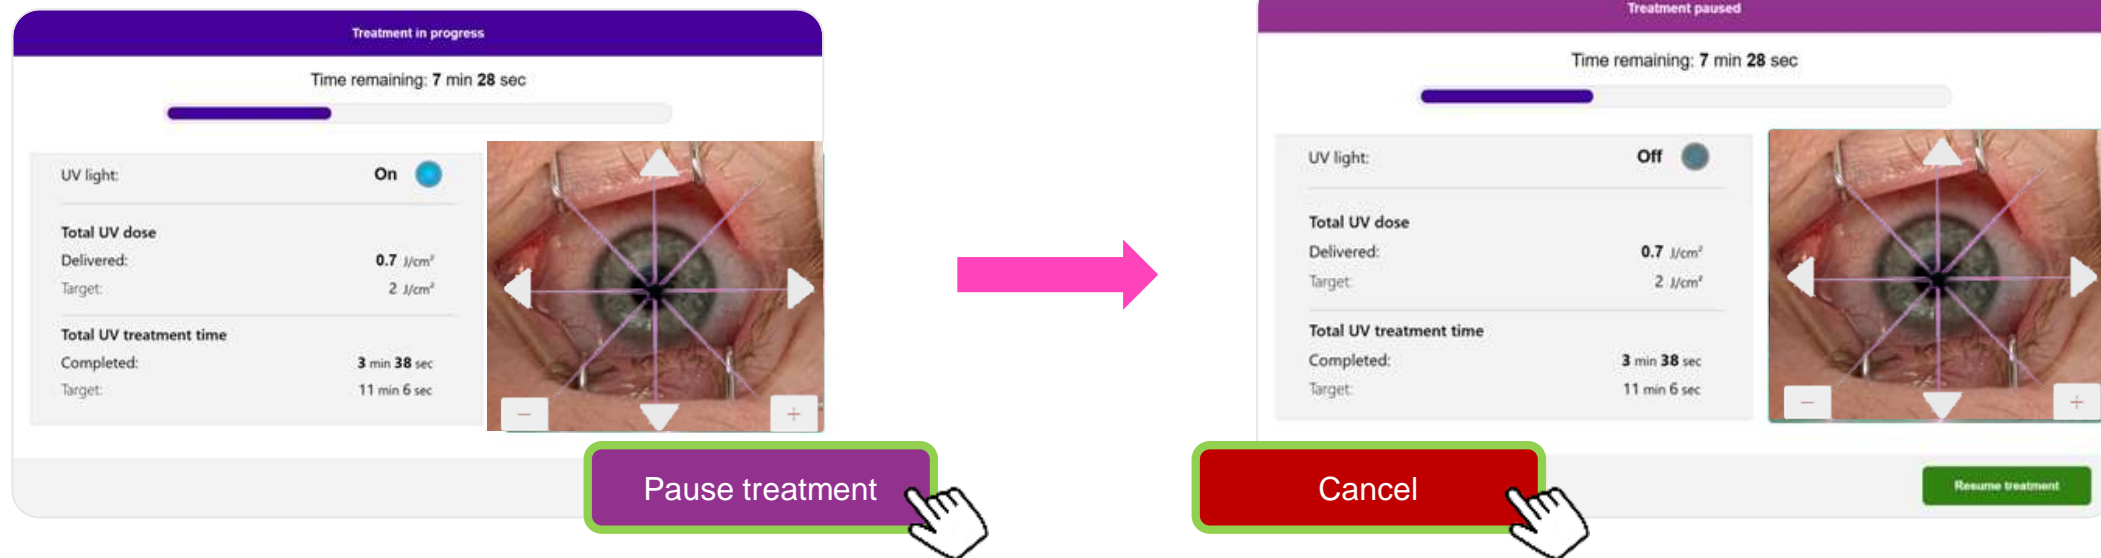 Treatment in progress
Time remaining: 7 min 28 sec
UV light: On
Total UV dose
Delivered: 0.7 J/cm²
Target: 2 J/cm²
Total UV treatment time
Completed: 3 min 38 sec
Target: 11 min 6 sec
− +
Pause treatment
Treatment paused
Time remaining: 7 min 28 sec
UV light: Off
Total UV dose
Delivered: 0.7 J/cm²
Target: 2 J/cm²
Total UV treatment time
Completed: 3 min 38 sec
Target: 11 min 6 sec
− +
Cancel
Resume treatment